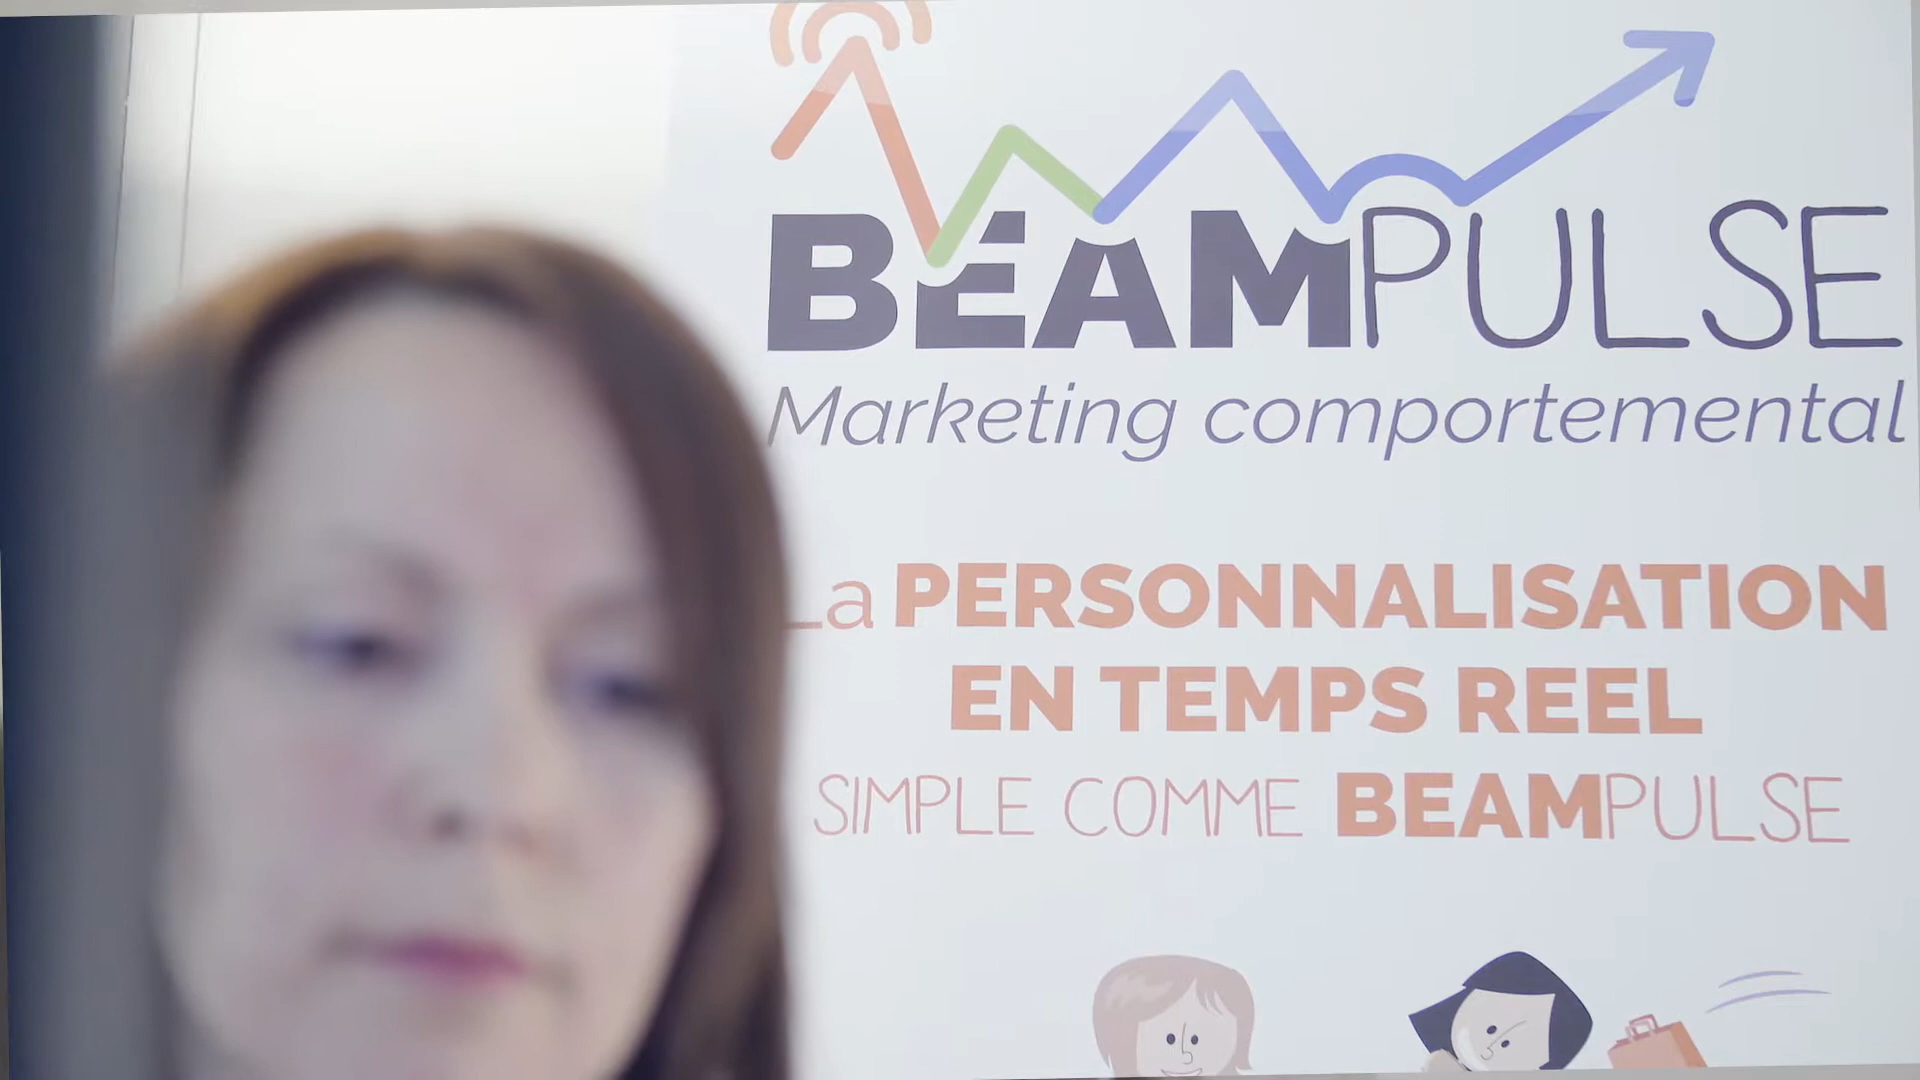 BEAMPULSE
Marketing comportemental
La PERSONNALISATION
EN TEMPS REEL
SIMPLE COMME BEAMPULSE